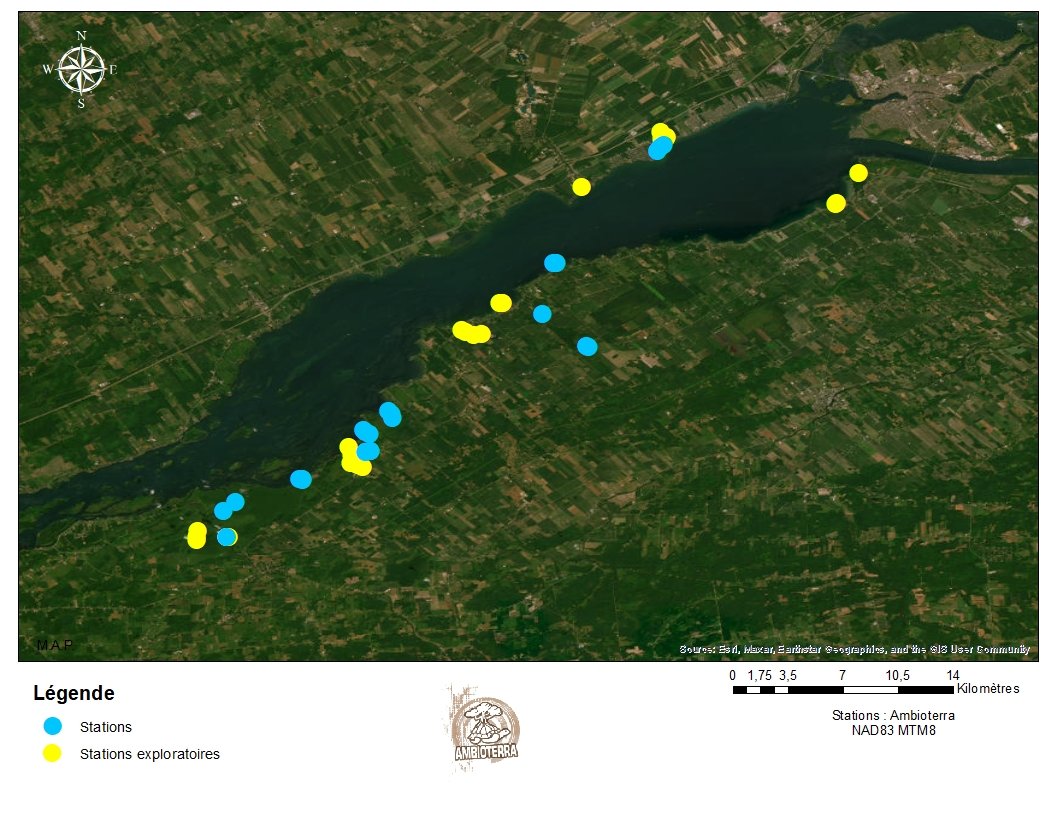 N
W E
S
MAP
Source: Esri, Maxar, Earthstar Geographics, and the GIS User Community
Légende
Stations
Stations exploratoires
AMBIOTERRA
0 1,75 3,5 7 10,5 14
Kilomètres
Stations : Ambioterra
NAD83 MTM8